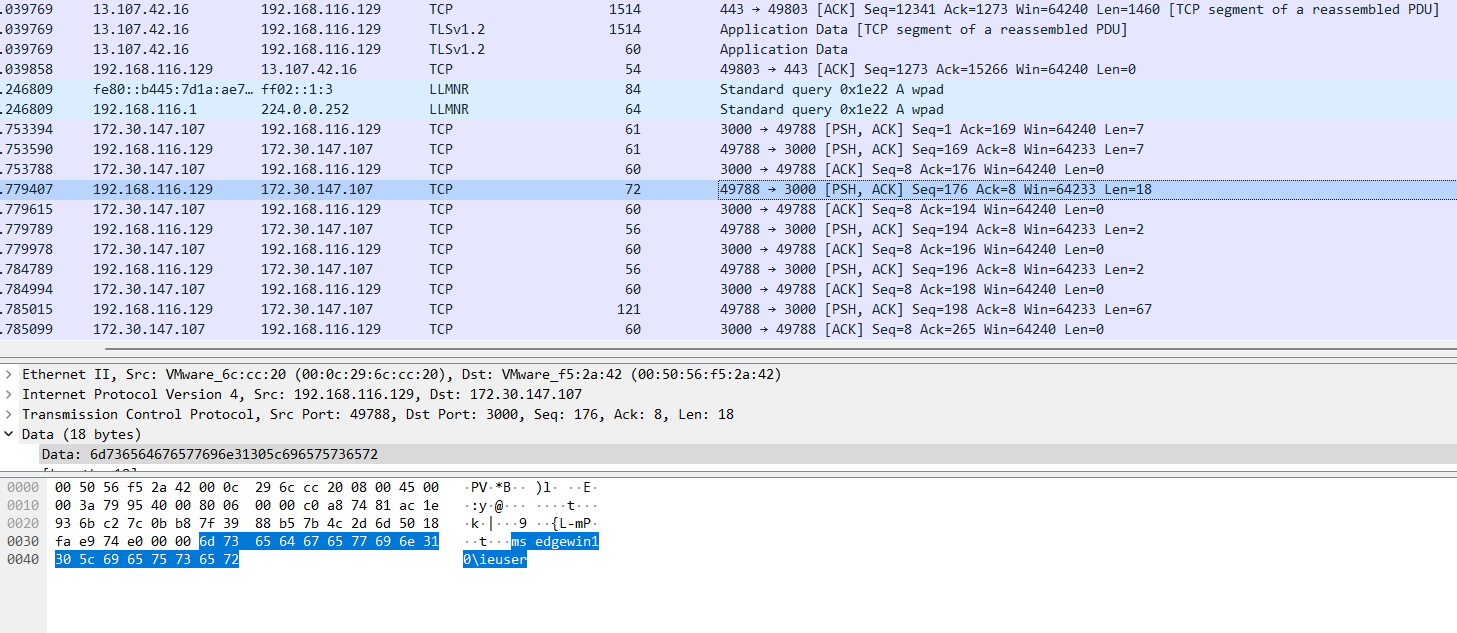 .039769 13.107.42.16 192.168.116.129 TCP 1514 443 → 49803 [ACK] Seq=12341 Ack=1273 Win=64240 Len=1460 [TCP segment of a reassembled PDU]
.039769 13.107.42.16 192.168.116.129 TLSv1.2 1514 Application Data [TCP segment of a reassembled PDU]
.039769 13.107.42.16 192.168.116.129 TLSv1.2 60 Application Data
.039858 192.168.116.129 13.107.42.16 TCP 54 49803 → 443 [ACK] Seq=1273 Ack=15266 Win=64240 Len=0
.246809 fe80::b445:7d1a:ae7… ff02::1:3 LLMNR 84 Standard query 0x1e22 A wpad
.246809 192.168.116.1 224.0.0.252 LLMNR 64 Standard query 0x1e22 A wpad
.753394 172.30.147.107 192.168.116.129 TCP 61 3000 → 49788 [PSH, ACK] Seq=1 Ack=169 Win=64240 Len=7
.753590 192.168.116.129 172.30.147.107 TCP 61 49788 → 3000 [PSH, ACK] Seq=169 Ack=8 Win=64233 Len=7
.753788 172.30.147.107 192.168.116.129 TCP 60 3000 → 49788 [ACK] Seq=8 Ack=176 Win=64240 Len=0
.779407 192.168.116.129 172.30.147.107 TCP 72 49788 → 3000 [PSH, ACK] Seq=176 Ack=8 Win=64233 Len=18
.779615 172.30.147.107 192.168.116.129 TCP 60 3000 → 49788 [ACK] Seq=8 Ack=194 Win=64240 Len=0
.779789 192.168.116.129 172.30.147.107 TCP 56 49788 → 3000 [PSH, ACK] Seq=194 Ack=8 Win=64233 Len=2
.779978 172.30.147.107 192.168.116.129 TCP 60 3000 → 49788 [ACK] Seq=8 Ack=196 Win=64240 Len=0
.784789 192.168.116.129 172.30.147.107 TCP 56 49788 → 3000 [PSH, ACK] Seq=196 Ack=8 Win=64233 Len=2
.784994 172.30.147.107 192.168.116.129 TCP 60 3000 → 49788 [ACK] Seq=8 Ack=198 Win=64240 Len=0
.785015 192.168.116.129 172.30.147.107 TCP 121 49788 → 3000 [PSH, ACK] Seq=198 Ack=8 Win=64233 Len=67
.785099 172.30.147.107 192.168.116.129 TCP 60 3000 → 49788 [ACK] Seq=8 Ack=265 Win=64240 Len=0
Ethernet II, Src: VMware_6c:cc:20 (00:0c:29:6c:cc:20), Dst: VMware_f5:2a:42 (00:50:56:f5:2a:42)
Internet Protocol Version 4, Src: 192.168.116.129, Dst: 172.30.147.107
Transmission Control Protocol, Src Port: 49788, Dst Port: 3000, Seq: 176, Ack: 8, Len: 18
Data (18 bytes)
Data: 6d736564676577696e31305c696575736572
0000 00 50 56 f5 2a 42 00 0c 29 6c cc 20 08 00 45 00 ·PV·*B·· )l· ··E·
0010 00 3a 79 95 40 00 80 06 00 00 c0 a8 74 81 ac 1e ·:y·@··· ····t···
0020 93 6b c2 7c 0b b8 7f 39 88 b5 7b 4c 2d 6d 50 18 ·k·|···9 ··{L-mP·
0030 fa e9 74 e0 00 00 6d 73 65 64 67 65 77 69 6e 31 ··t···ms edgewin1
0040 30 5c 69 65 75 73 65 72 0\ieuser